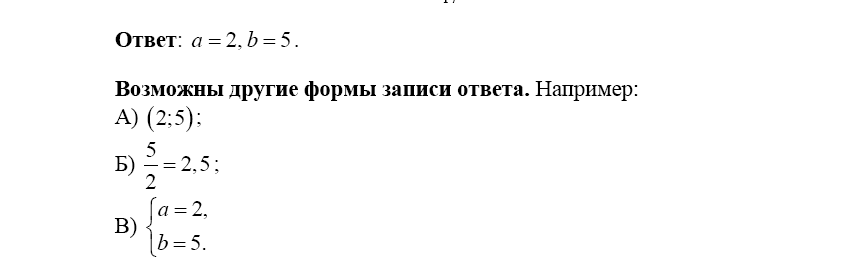 Ответ: a = 2, b = 5.
Возможны другие формы записи ответа. Например:
А) (2;5);
Б) 5/2 = 2,5;
В) { a = 2,
b = 5.